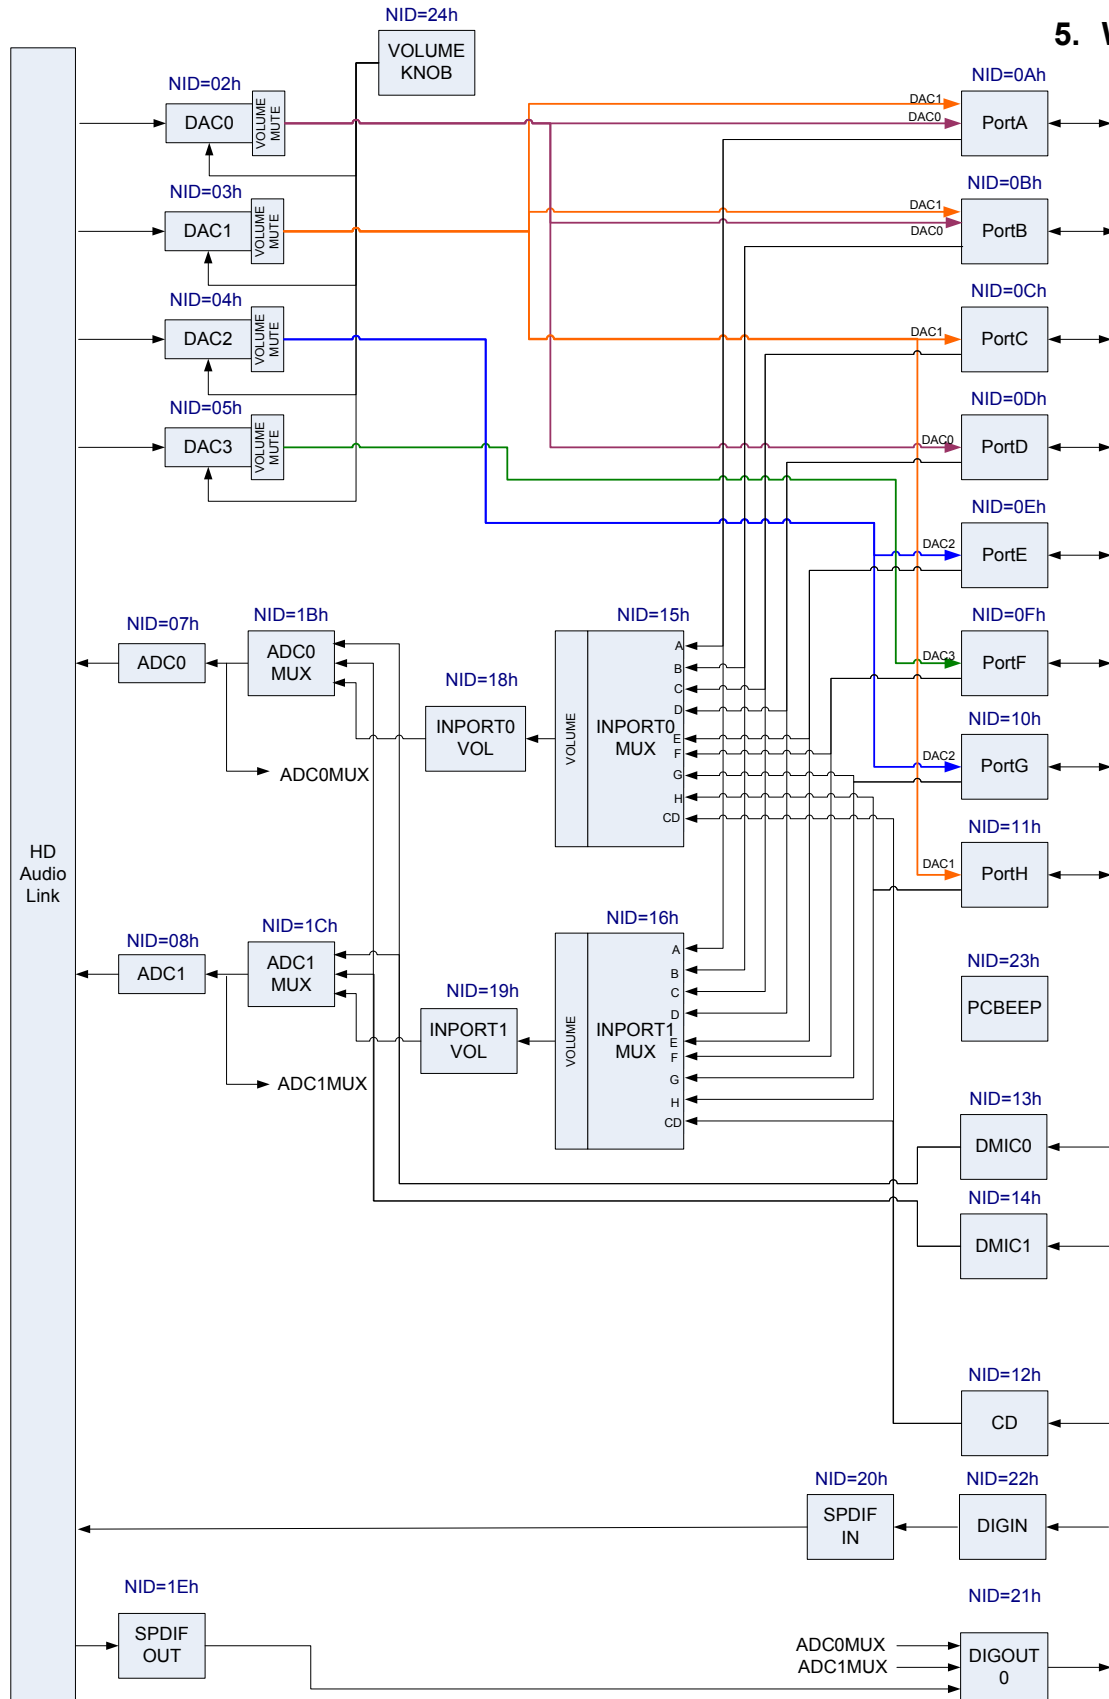 NID=24h
5. W
VOLUME
KNOB
NID=02h
DAC0
VOLUME
MUTE
NID=03h
DAC1
VOLUME
MUTE
NID=04h
DAC2
VOLUME
MUTE
NID=05h
DAC3
VOLUME
MUTE
NID=0Ah
DAC1
DAC0
PortA
NID=0Bh
DAC1
DAC0
PortB
NID=0Ch
DAC1
PortC
NID=0Dh
DAC0
PortD
NID=0Eh
DAC2
PortE
NID=0Fh
DAC3
PortF
NID=10h
DAC2
PortG
NID=11h
DAC1
PortH
NID=07h
ADC0
NID=1Bh
ADC0
MUX
ADC0MUX
NID=18h
INPORT0
VOL
NID=15h
VOLUME
INPORT0
MUX
A
B
C
D
E
F
G
H
CD
HD
Audio
Link
NID=08h
ADC1
NID=1Ch
ADC1
MUX
ADC1MUX
NID=19h
INPORT1
VOL
NID=16h
VOLUME
INPORT1
MUX
A
B
C
D
E
F
G
H
CD
NID=23h
PCBEEP
NID=13h
DMIC0
NID=14h
DMIC1
NID=12h
CD
NID=20h
SPDIF
IN
NID=22h
DIGIN
NID=1Eh
SPDIF
OUT
NID=21h
ADC0MUX
ADC1MUX
DIGOUT
0